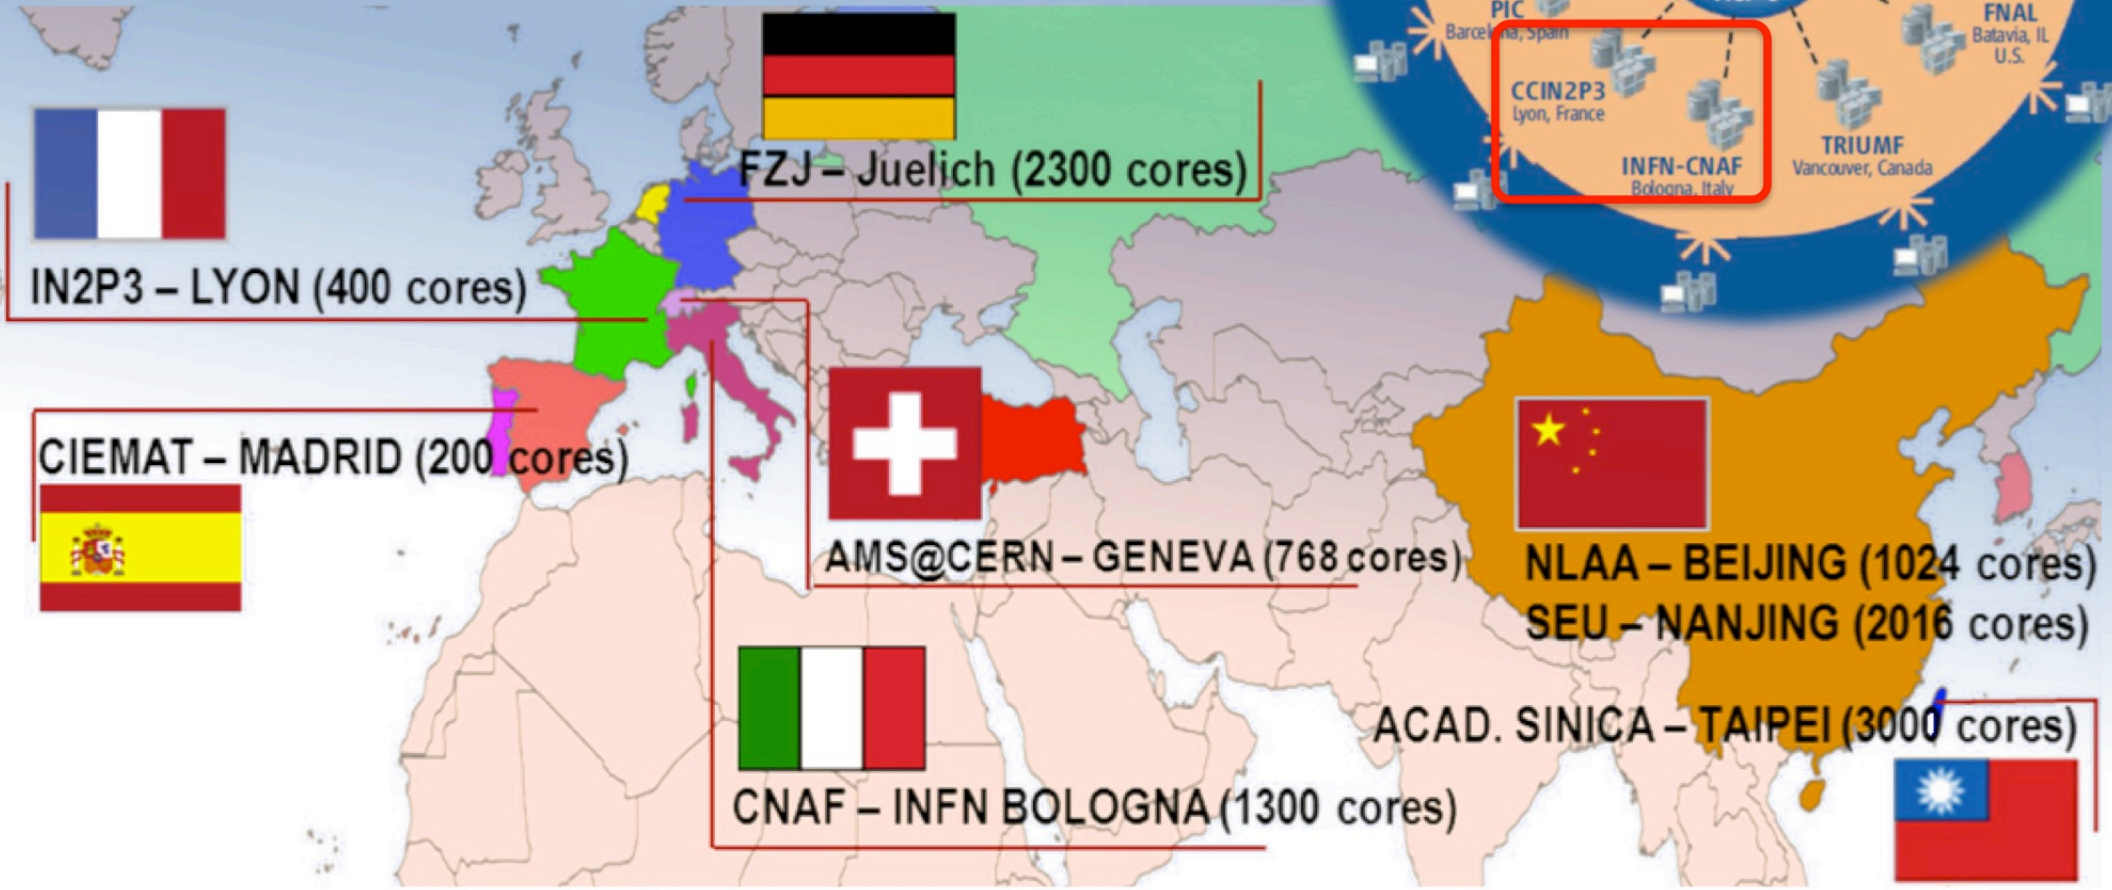 PIC
Barcelona, Spain
FNAL
Batavia, IL
U.S.
CCIN2P3
Lyon, France
INFN-CNAF
Bologna, Italy
TRIUMF
Vancouver, Canada
FZJ – Juelich (2300 cores)
IN2P3 – LYON (400 cores)
CIEMAT – MADRID (200 cores)
AMS@CERN – GENEVA (768 cores)
NLAA – BEIJING (1024 cores)
SEU – NANJING (2016 cores)
ACAD. SINICA – TAIPEI (3000 cores)
CNAF – INFN BOLOGNA (1300 cores)